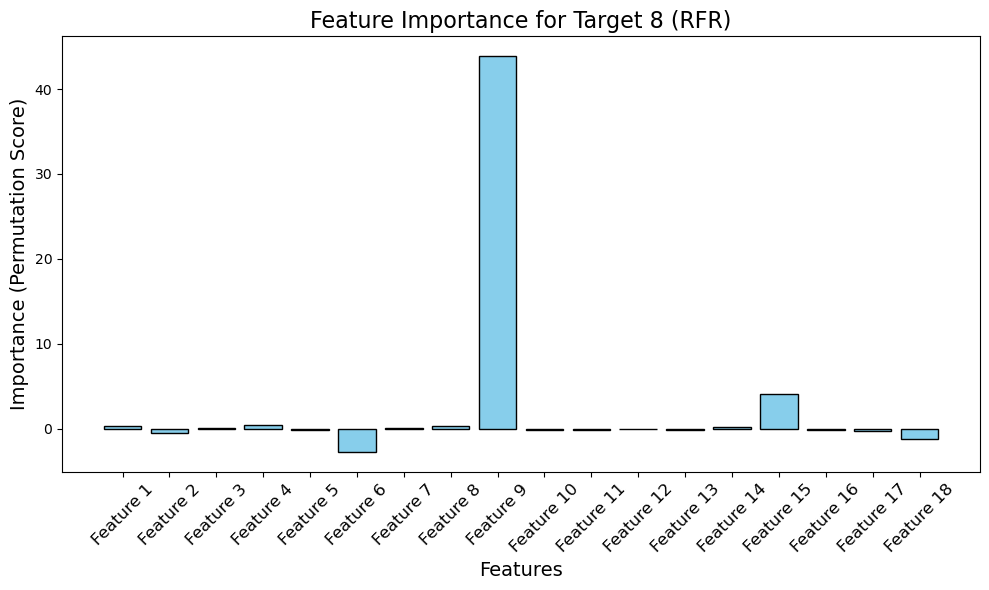 Feature Importance for Target 8 (RFR)
Importance (Permutation Score)
40
30
20
10
0
Feature 1
Feature 2
Feature 3
Feature 4
Feature 5
Feature 6
Feature 7
Feature 8
Feature 9
Feature 10
Feature 11
Feature 12
Feature 13
Feature 14
Feature 15
Feature 16
Feature 17
Feature 18
Features